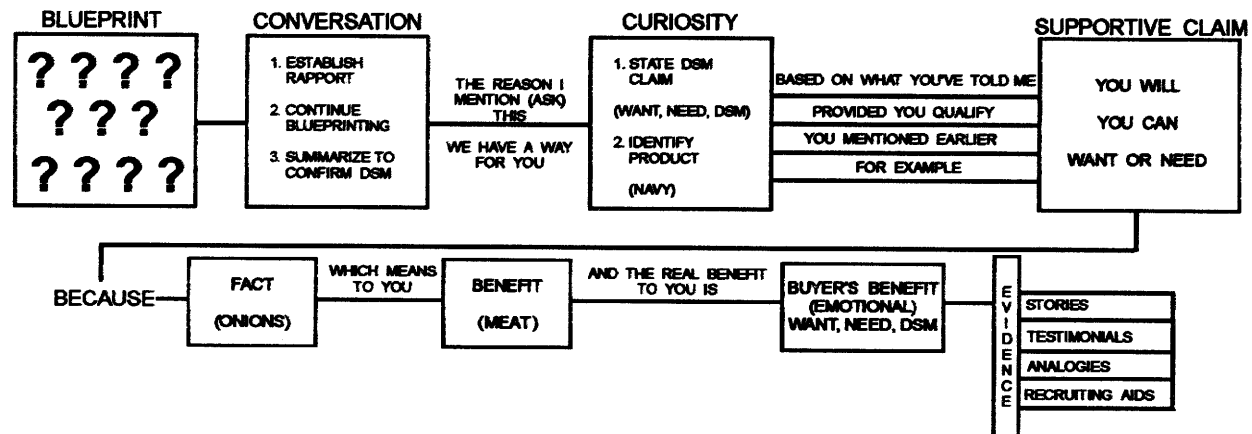 BLUEPRINT
? ? ? ?
? ? ?
? ? ? ?
CONVERSATION
1. ESTABLISH
RAPPORT
2. CONTINUE
BLUEPRINTING
3. SUMMARIZE TO
CONFIRM DSM
THE REASON I
MENTION (ASK)
THIS
WE HAVE A WAY
FOR YOU
CURIOSITY
1. STATE DSM
CLAIM
(WANT, NEED, DSM)
2. IDENTIFY
PRODUCT
(NAVY)
BASED ON WHAT YOU'VE TOLD ME
PROVIDED YOU QUALIFY
YOU MENTIONED EARLIER
FOR EXAMPLE
SUPPORTIVE CLAIM
YOU WILL
YOU CAN
WANT OR NEED
BECAUSE
FACT
(ONIONS)
WHICH MEANS
TO YOU
BENEFIT
(MEAT)
AND THE REAL BENEFIT
TO YOU IS
BUYER'S BENEFIT
(EMOTIONAL)
WANT, NEED, DSM
EVIDENCE
STORIES
TESTIMONIALS
ANALOGIES
RECRUITING AIDS